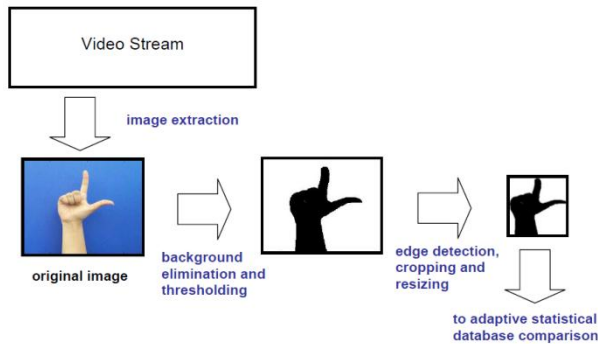 Video Stream
image extraction
original image
background
elimination and
thresholding
edge detection,
cropping and
resizing
to adaptive statistical
database comparison